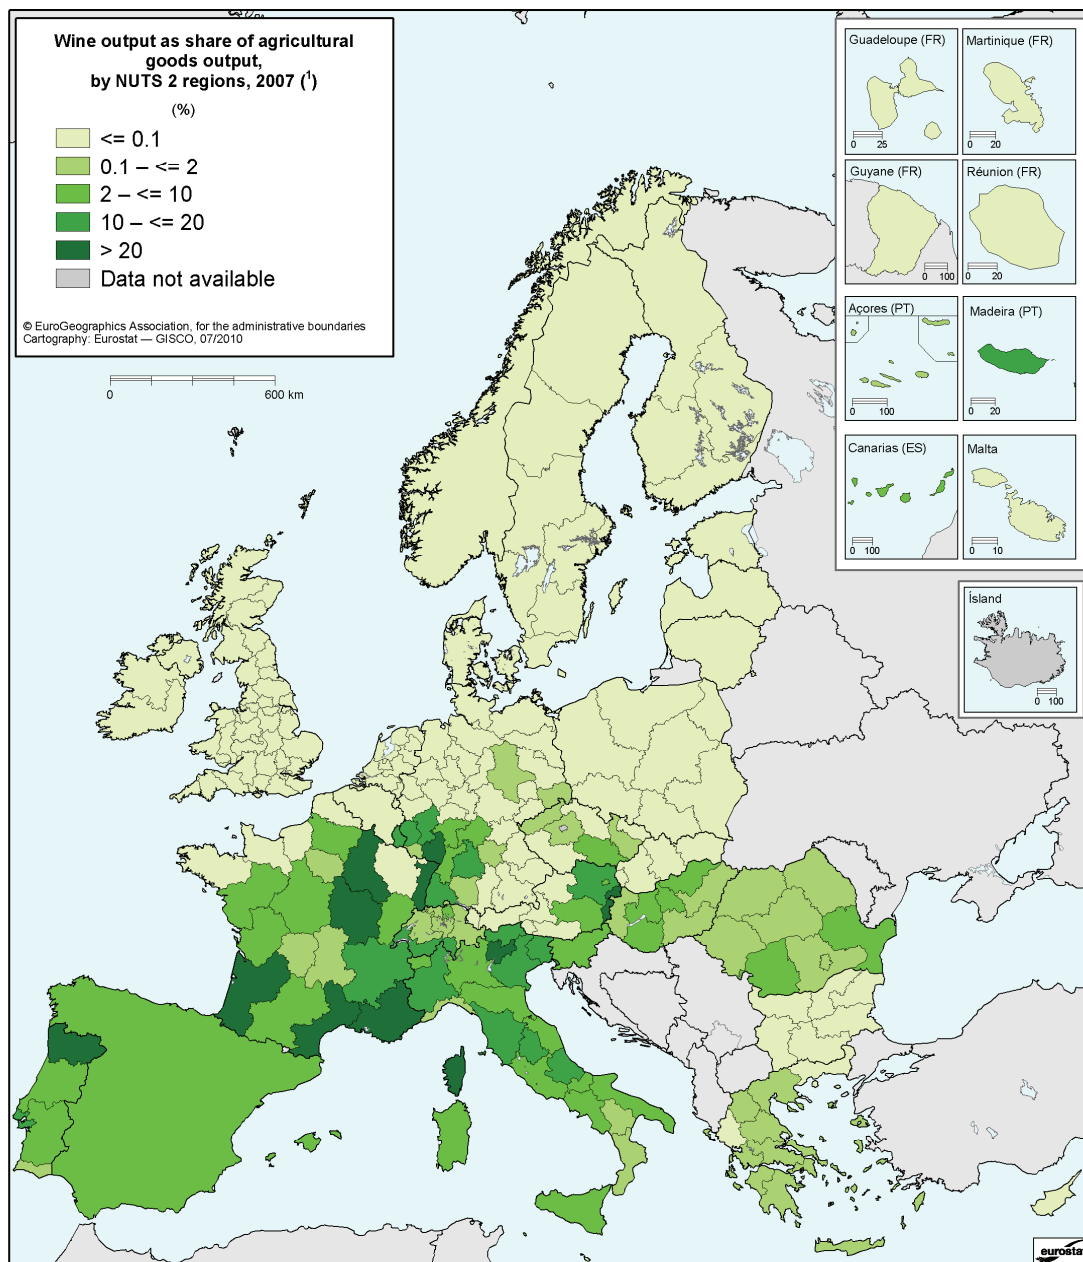 Wine output as share of agricultural
goods output,
by NUTS 2 regions, 2007 (¹)
(%)
<= 0.1
0.1 – <= 2
2 – <= 10
10 – <= 20
> 20
Data not available
© EuroGeographics Association, for the administrative boundaries
Cartography: Eurostat — GISCO, 07/2010
0 600 km
Guadeloupe (FR)
0 25
Martinique (FR)
0 20
Guyane (FR)
0 100
Réunion (FR)
0 20
Açores (PT)
0 100
Madeira (PT)
0 20
Canarias (ES)
0 100
Malta
0 10
Ísland
0 100
eurostat